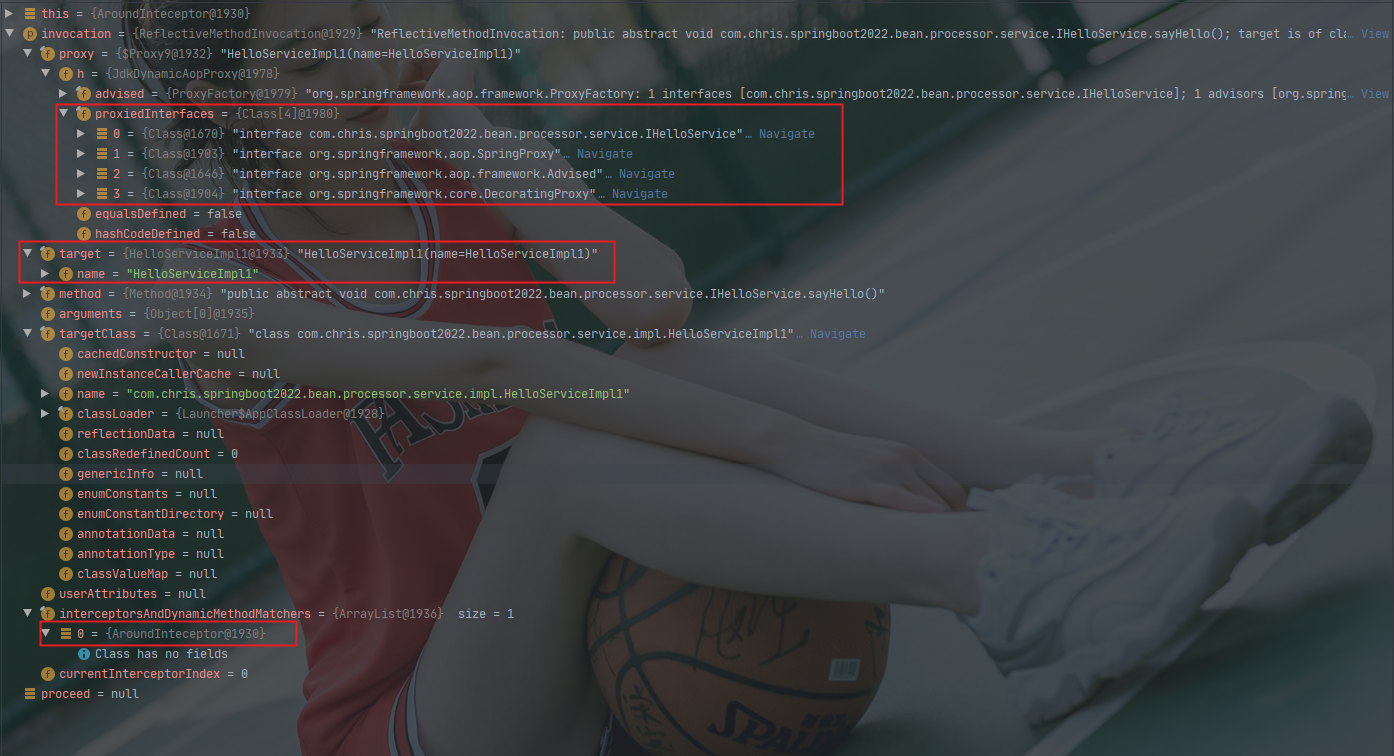 this = {AroundInteceptor@1930}
invocation = {ReflectiveMethodInvocation@1929} "ReflectiveMethodInvocation: public abstract void com.chris.springboot2022.bean.processor.service.IHelloService.sayHello(); target is of cla… View
proxy = {$Proxy9@1932} "HelloServiceImpl1(name=HelloServiceImpl1)"
h = {JdkDynamicAopProxy@1978}
advised = {ProxyFactory@1979} "org.springframework.aop.framework.ProxyFactory: 1 interfaces [com.chris.springboot2022.bean.processor.service.IHelloService]; 1 advisors [org.spring… View
proxiedInterfaces = {Class[4]@1980}
0 = {Class@1670} "interface com.chris.springboot2022.bean.processor.service.IHelloService"… Navigate
1 = {Class@1903} "interface org.springframework.aop.SpringProxy"… Navigate
2 = {Class@1646} "interface org.springframework.aop.framework.Advised"… Navigate
3 = {Class@1904} "interface org.springframework.core.DecoratingProxy"… Navigate
equalsDefined = false
hashCodeDefined = false
target = {HelloServiceImpl1@1933} "HelloServiceImpl1(name=HelloServiceImpl1)"
name = "HelloServiceImpl1"
method = {Method@1934} "public abstract void com.chris.springboot2022.bean.processor.service.IHelloService.sayHello()"
arguments = {Object[0]@1935}
targetClass = {Class@1671} "class com.chris.springboot2022.bean.processor.service.impl.HelloServiceImpl1"… Navigate
cachedConstructor = null
newInstanceCallerCache = null
name = "com.chris.springboot2022.bean.processor.service.impl.HelloServiceImpl1"
classLoader = {Launcher$AppClassLoader@1928}
reflectionData = null
classRedefinedCount = 0
genericInfo = null
enumConstants = null
enumConstantDirectory = null
annotationData = null
annotationType = null
classValueMap = null
userAttributes = null
interceptorsAndDynamicMethodMatchers = {ArrayList@1936} size = 1
0 = {AroundInteceptor@1930}
Class has no fields
currentInterceptorIndex = 0
proceed = null
SPALDI